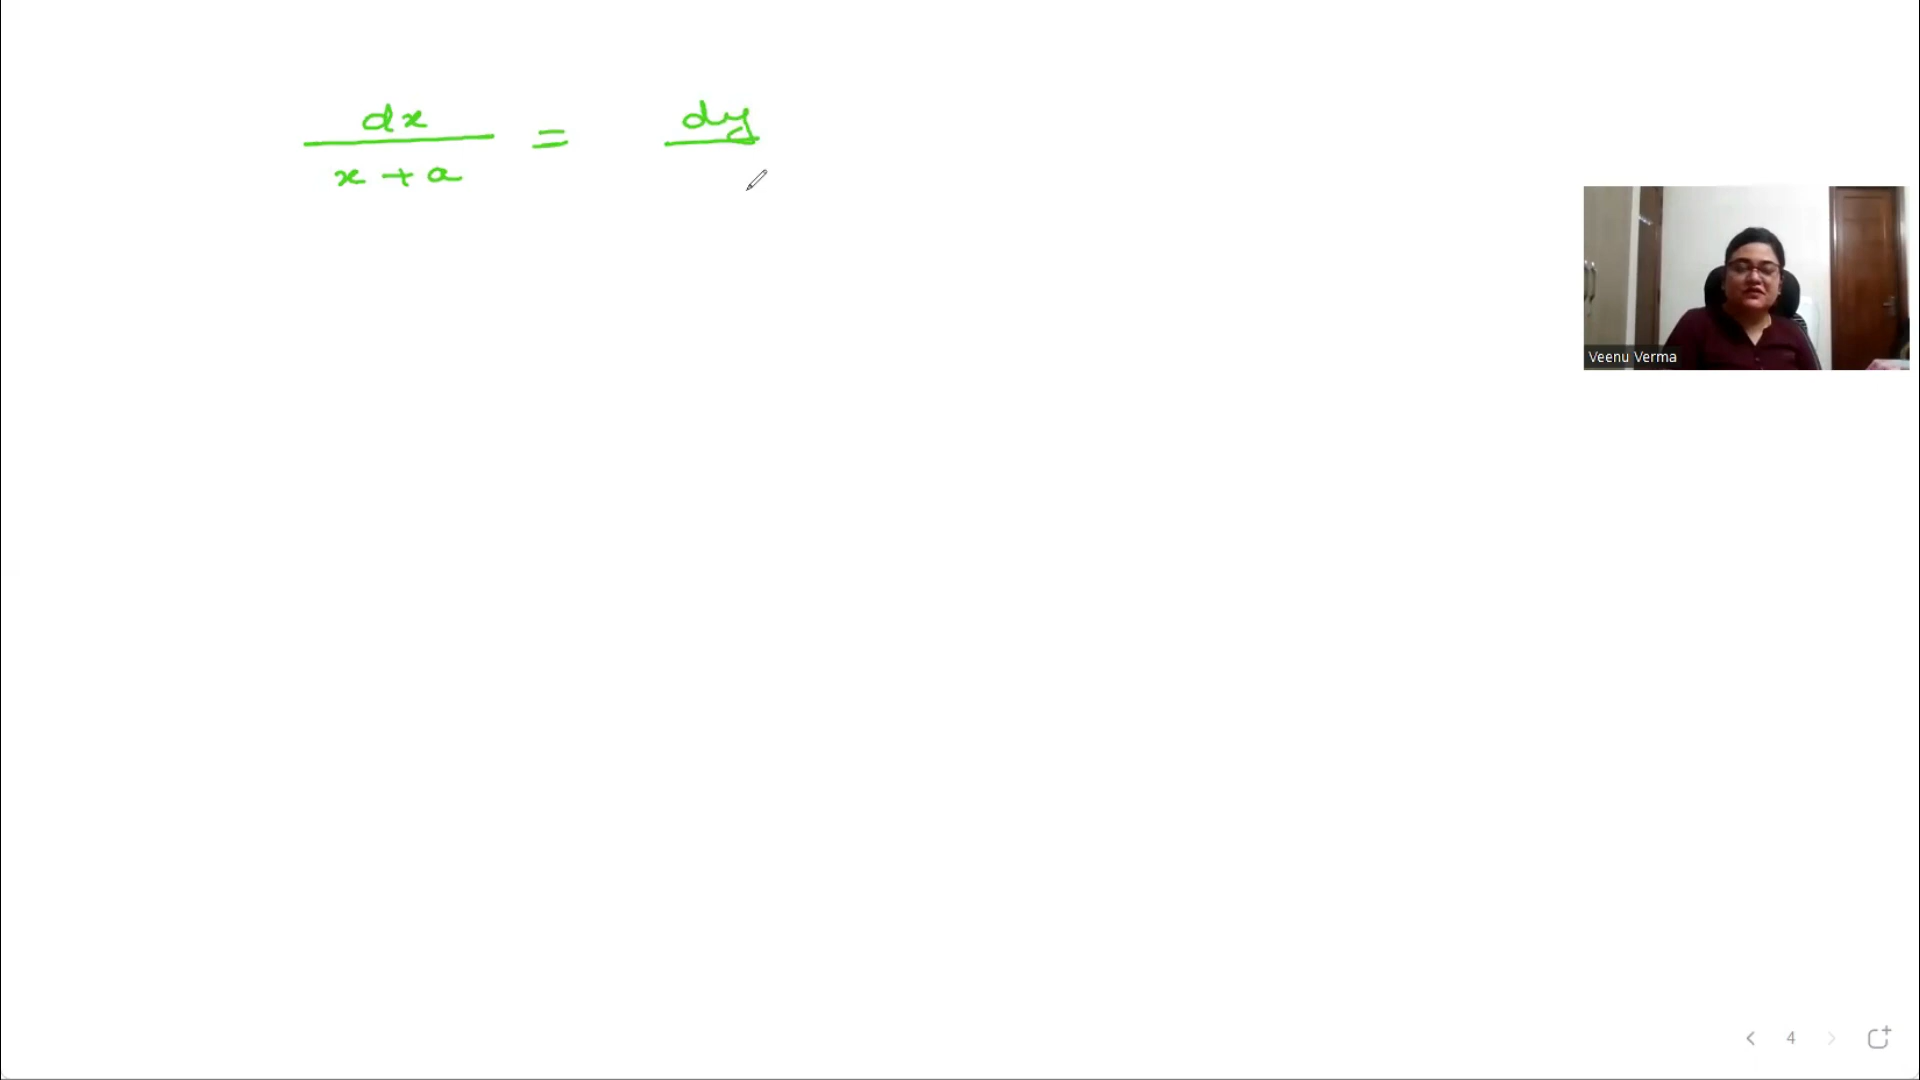 dx / x + a = dy /
Veenu Verma
4